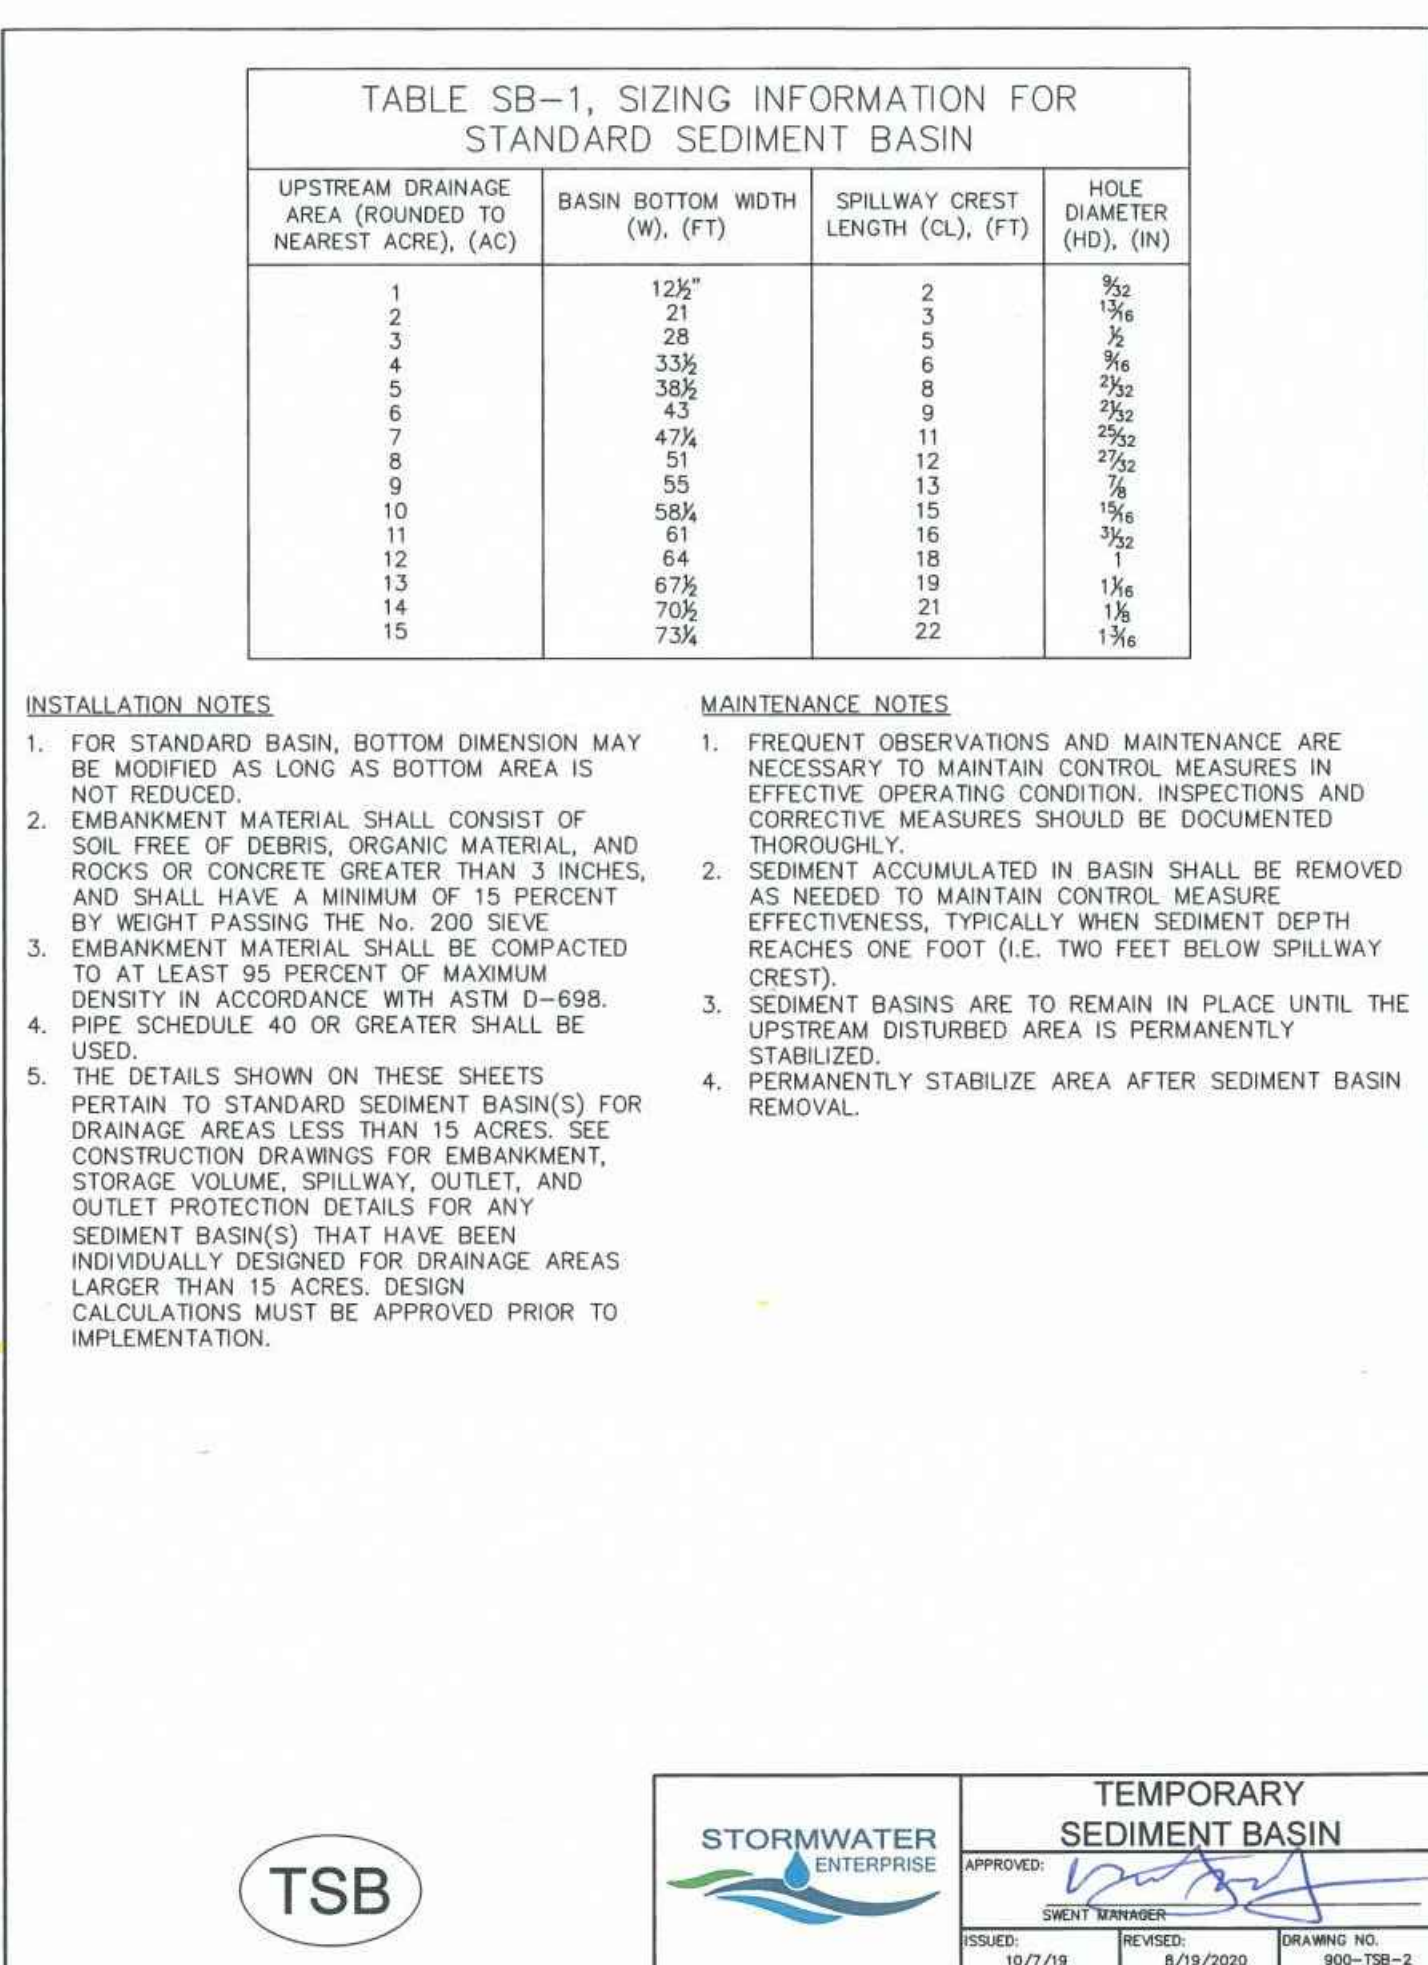 TABLE SB-1, SIZING INFORMATION FOR
STANDARD SEDIMENT BASIN
UPSTREAM DRAINAGE
AREA (ROUNDED TO
NEAREST ACRE), (AC)
BASIN BOTTOM WIDTH
(W), (FT)
SPILLWAY CREST
LENGTH (CL), (FT)
HOLE
DIAMETER
(HD), (IN)
1 12½" 2 9/32
2 21 3 13/16
3 28 5 ½
4 33½ 6 9/16
5 38½ 8 21/32
6 43 9 21/32
7 47¼ 11 25/32
8 51 12 27/32
9 55 13 7/8
10 58¼ 15 15/16
11 61 16 31/32
12 64 18 1
13 67½ 19 1 1/16
14 70½ 21 1 1/8
15 73¼ 22 1 3/16
INSTALLATION NOTES
1. FOR STANDARD BASIN, BOTTOM DIMENSION MAY
BE MODIFIED AS LONG AS BOTTOM AREA IS
NOT REDUCED.
2. EMBANKMENT MATERIAL SHALL CONSIST OF
SOIL FREE OF DEBRIS, ORGANIC MATERIAL, AND
ROCKS OR CONCRETE GREATER THAN 3 INCHES,
AND SHALL HAVE A MINIMUM OF 15 PERCENT
BY WEIGHT PASSING THE No. 200 SIEVE
3. EMBANKMENT MATERIAL SHALL BE COMPACTED
TO AT LEAST 95 PERCENT OF MAXIMUM
DENSITY IN ACCORDANCE WITH ASTM D-698.
4. PIPE SCHEDULE 40 OR GREATER SHALL BE
USED.
5. THE DETAILS SHOWN ON THESE SHEETS
PERTAIN TO STANDARD SEDIMENT BASIN(S) FOR
DRAINAGE AREAS LESS THAN 15 ACRES. SEE
CONSTRUCTION DRAWINGS FOR EMBANKMENT,
STORAGE VOLUME, SPILLWAY, OUTLET, AND
OUTLET PROTECTION DETAILS FOR ANY
SEDIMENT BASIN(S) THAT HAVE BEEN
INDIVIDUALLY DESIGNED FOR DRAINAGE AREAS
LARGER THAN 15 ACRES. DESIGN
CALCULATIONS MUST BE APPROVED PRIOR TO
IMPLEMENTATION.
MAINTENANCE NOTES
1. FREQUENT OBSERVATIONS AND MAINTENANCE ARE
NECESSARY TO MAINTAIN CONTROL MEASURES IN
EFFECTIVE OPERATING CONDITION. INSPECTIONS AND
CORRECTIVE MEASURES SHOULD BE DOCUMENTED
THOROUGHLY.
2. SEDIMENT ACCUMULATED IN BASIN SHALL BE REMOVED
AS NEEDED TO MAINTAIN CONTROL MEASURE
EFFECTIVENESS, TYPICALLY WHEN SEDIMENT DEPTH
REACHES ONE FOOT (I.E. TWO FEET BELOW SPILLWAY
CREST).
3. SEDIMENT BASINS ARE TO REMAIN IN PLACE UNTIL THE
UPSTREAM DISTURBED AREA IS PERMANENTLY
STABILIZED.
4. PERMANENTLY STABILIZE AREA AFTER SEDIMENT BASIN
REMOVAL.
TSB
STORMWATER
ENTERPRISE
TEMPORARY
SEDIMENT BASIN
APPROVED:
SWENT MANAGER
ISSUED:
10/7/19
REVISED:
8/19/2020
DRAWING NO.
900-TSB-2